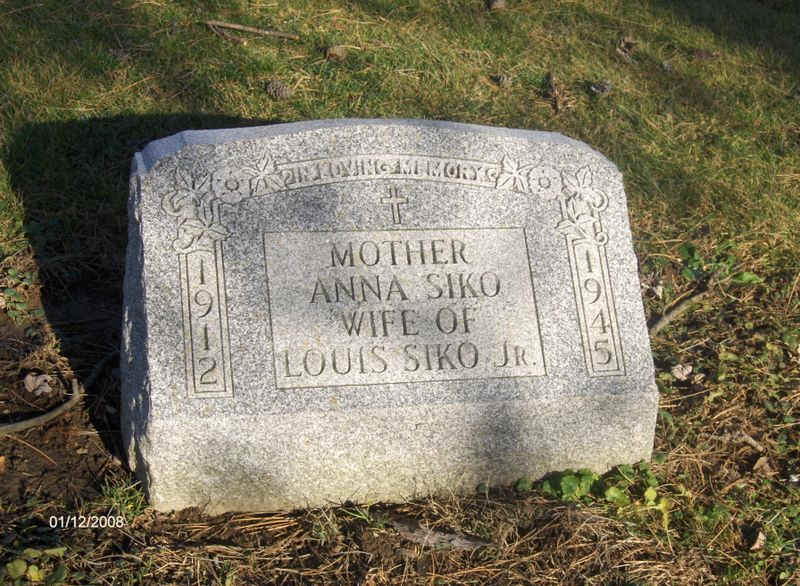 IN LOVING MEMORY
MOTHER
ANNA SIKO
WIFE OF
LOUIS SIKO JR.
1912
1945
01/12/2008